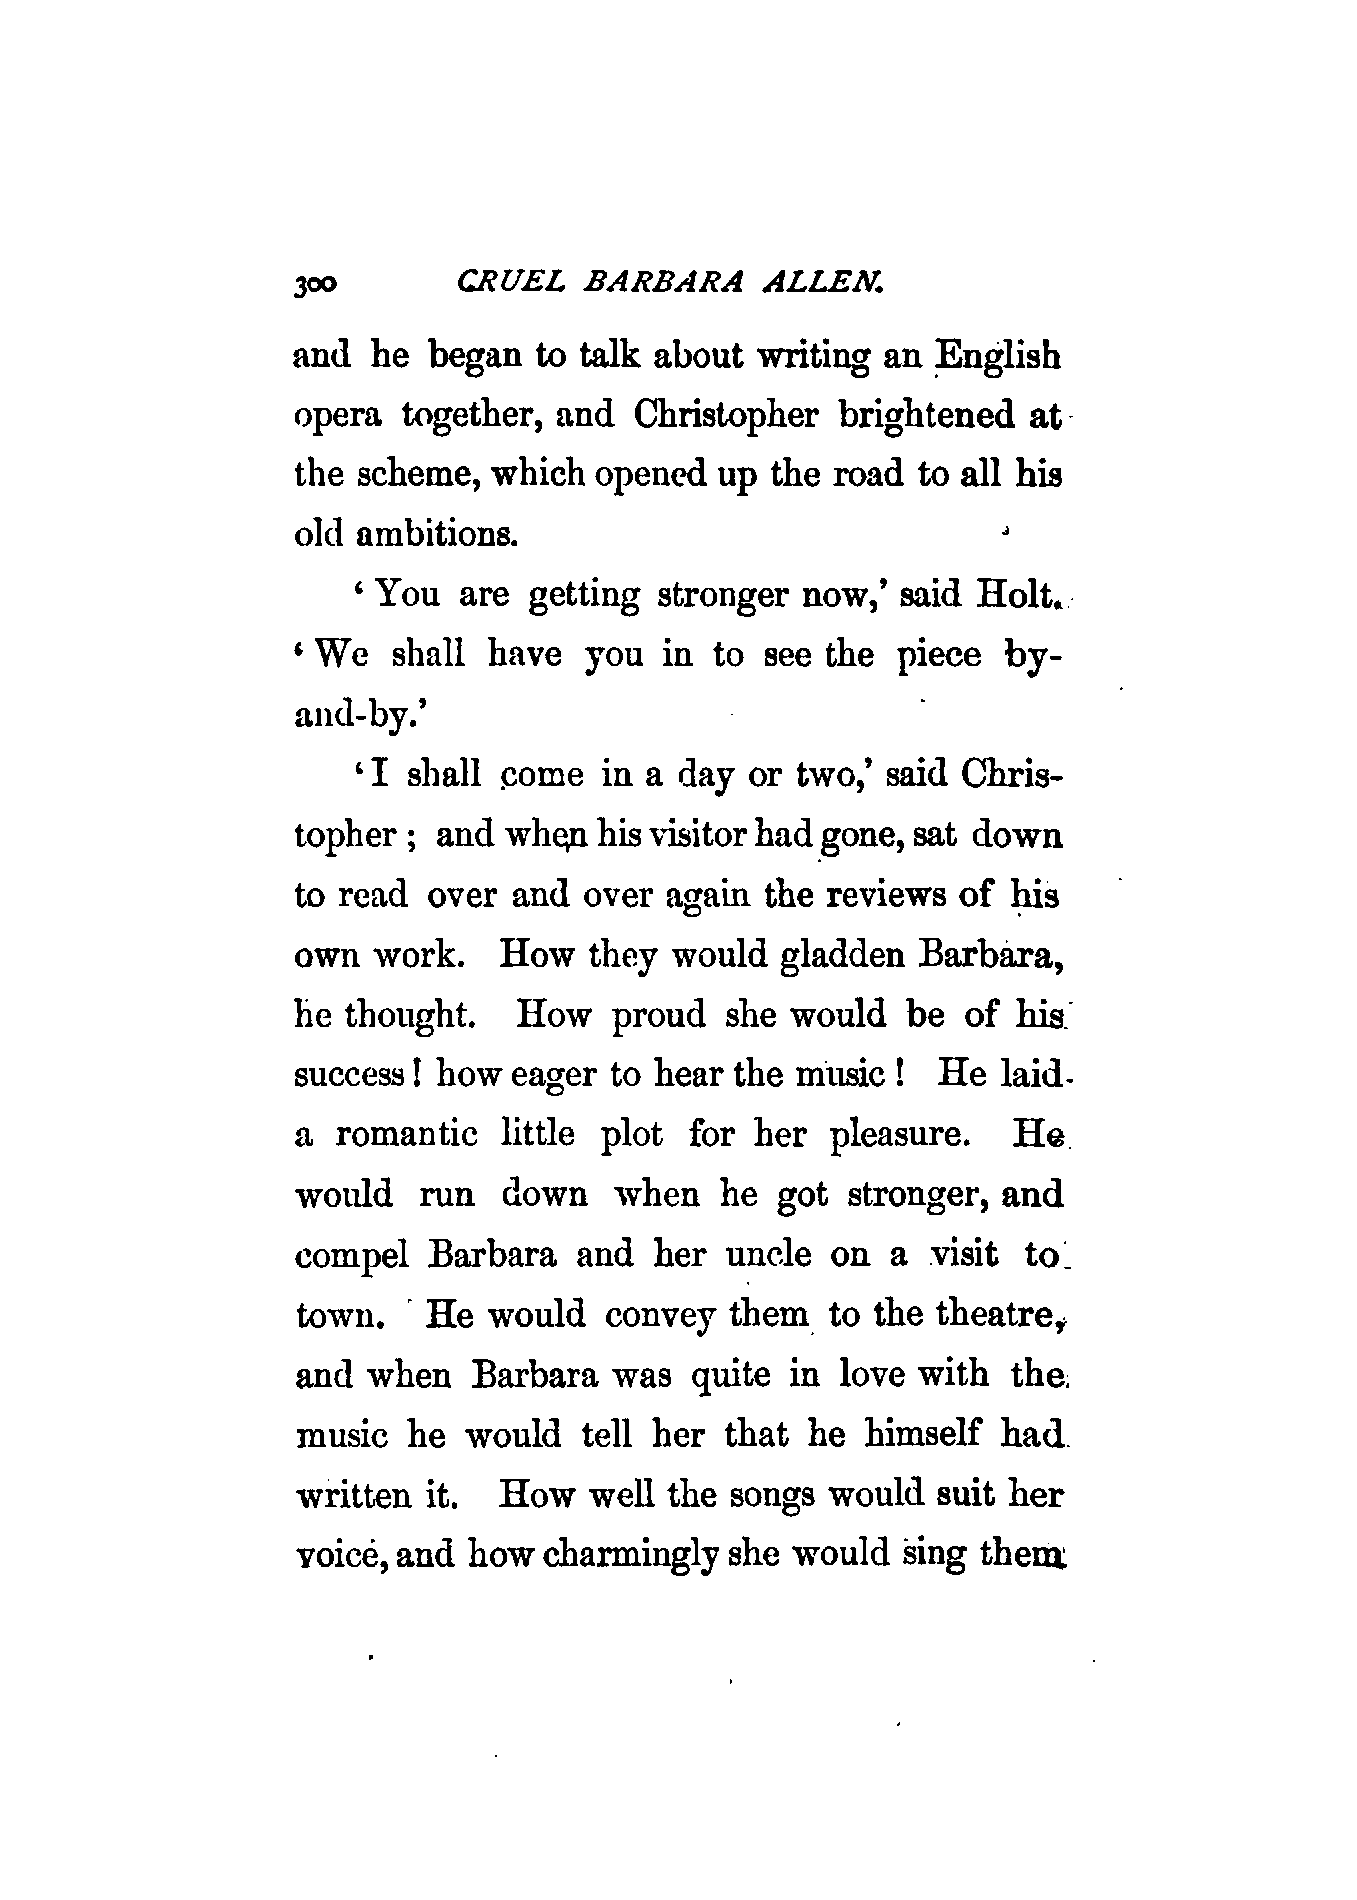 300 CRUEL BARBARA ALLEN.
and he began to talk about writing an English
opera together, and Christopher brightened at
the scheme, which opened up the road to all his
old ambitions.
‘ You are getting stronger now,’ said Holt.
‘ We shall have you in to see the piece by-
and-by.’
‘ I shall come in a day or two,’ said Chris-
topher ; and when his visitor had gone, sat down
to read over and over again the reviews of his
own work. How they would gladden Barbara,
he thought. How proud she would be of his
success ! how eager to hear the music ! He laid
a romantic little plot for her pleasure. He
would run down when he got stronger, and
compel Barbara and her uncle on a visit to
town. He would convey them to the theatre,
and when Barbara was quite in love with the
music he would tell her that he himself had
written it. How well the songs would suit her
voice, and how charmingly she would sing them